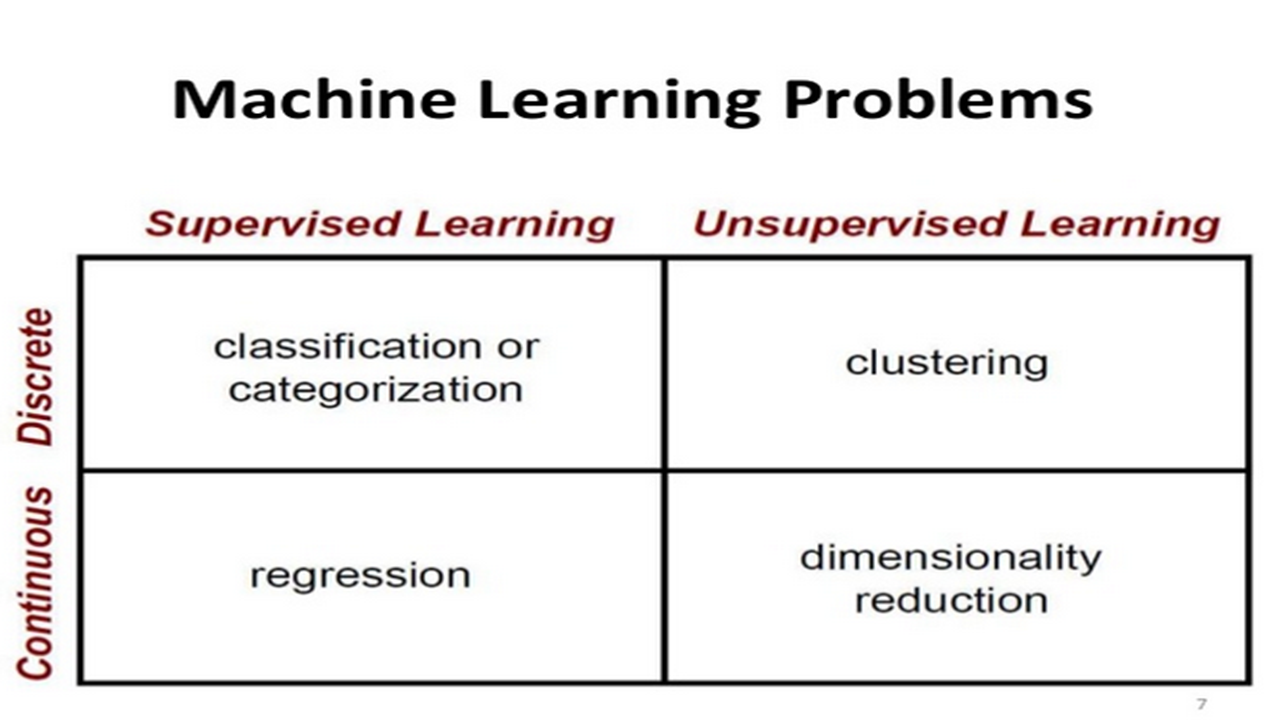 Machine Learning Problems
Supervised Learning
Unsupervised Learning
Discrete
classification or
categorization
clustering
Continuous
regression
dimensionality
reduction
7